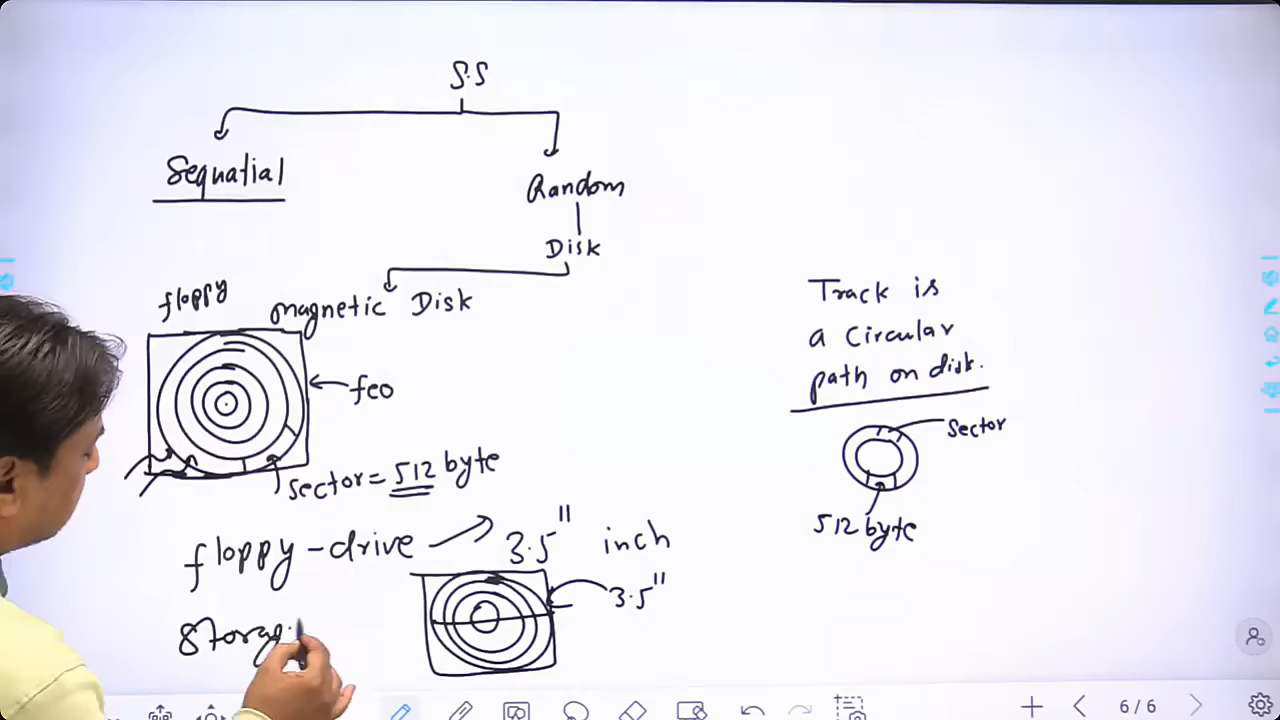 S.S
Sequatial
Random
Disk
floppy
magnetic Disk
feo
sector = 512 byte
floppy-drive
3.5" inch
3.5"
Storag
Track is
a Circular
path on disk.
Sector
512 byte
6/6